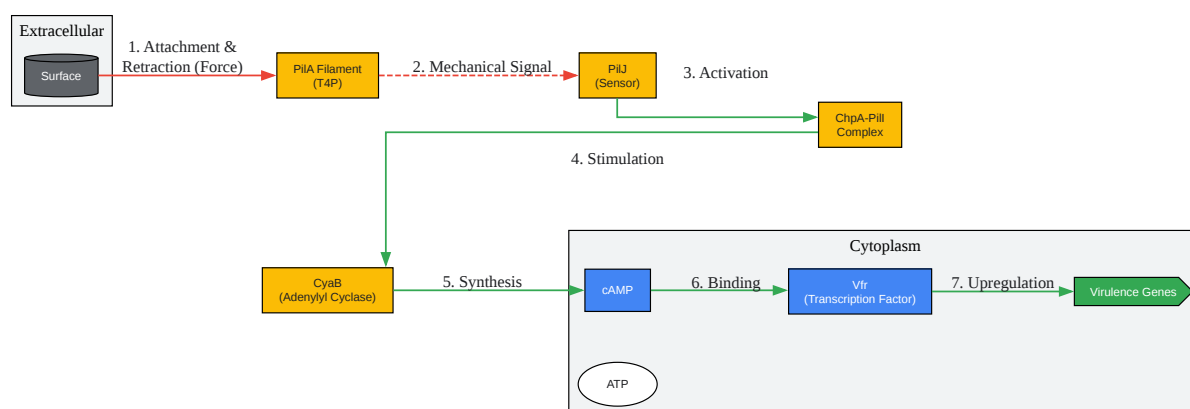 Extracellular
Surface
1. Attachment &
Retraction (Force)
PilA Filament
(T4P)
2. Mechanical Signal
PilJ
(Sensor)
3. Activation
ChpA-PilI
Complex
4. Stimulation
CyaB
(Adenylyl Cyclase)
5. Synthesis
Cytoplasm
cAMP
6. Binding
Vfr
(Transcription Factor)
7. Upregulation
Virulence Genes
ATP